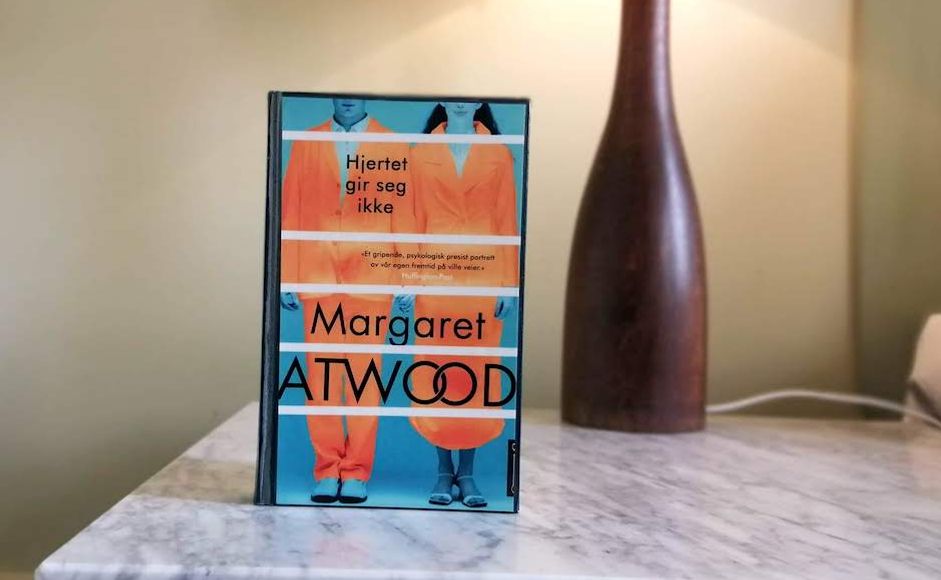 Hjertet
gir seg
ikke
«Et gripende, psykologisk presist portrett
av vår egen fremtid på ville veier.»
Huffington Post
Margaret
ATWOOD